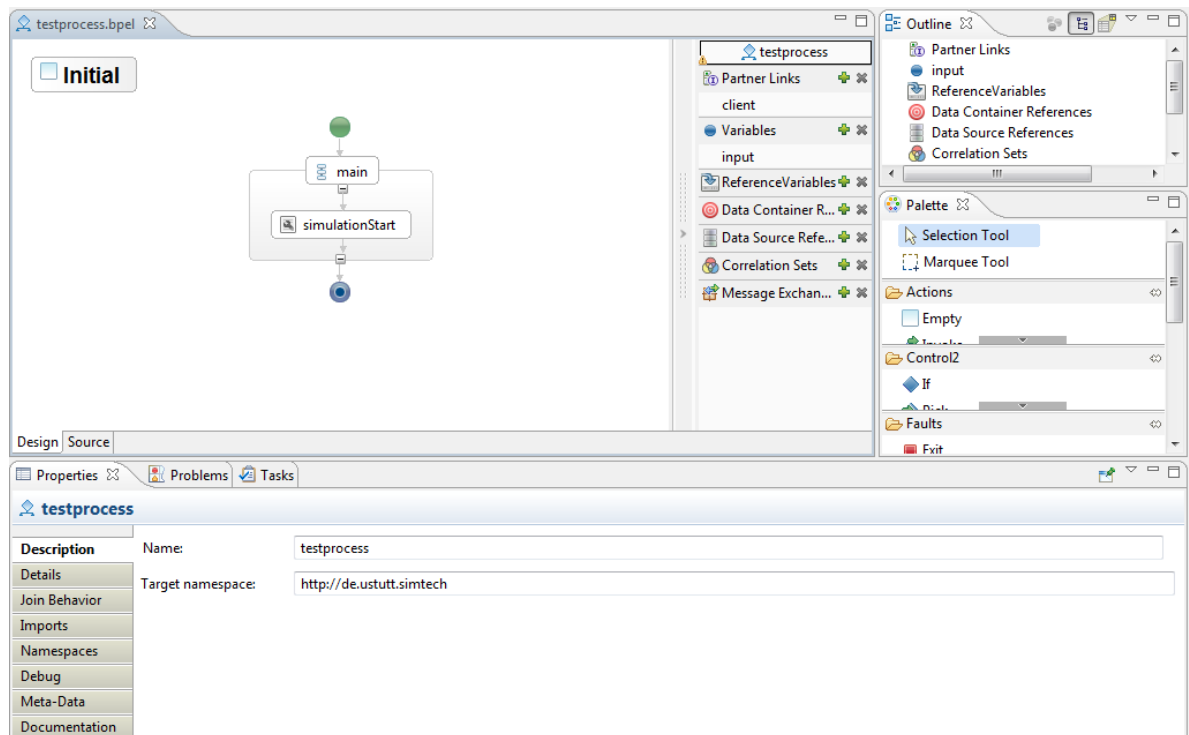 testprocess.bpel
Initial
main
simulationStart
Design
Source
testprocess
Partner Links
client
Variables
input
ReferenceVariables
Data Container R...
Data Source Refe...
Correlation Sets
Message Exchan...
Outline
Partner Links
input
ReferenceVariables
Data Container References
Data Source References
Correlation Sets
Palette
Selection Tool
Marquee Tool
Actions
Empty
Control2
If
Faults
Exit
Properties
Problems
Tasks
testprocess
Description
Name:
testprocess
Details
Target namespace:
http://de.ustutt.simtech
Join Behavior
Imports
Namespaces
Debug
Meta-Data
Documentation